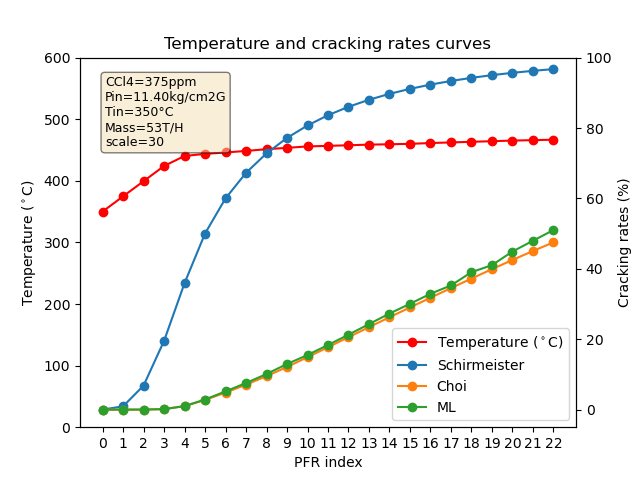 Temperature and cracking rates curves
CCl4=375ppm
Pin=11.40kg/cm2G
Tin=350°C
Mass=53T/H
scale=30
600
500
400
300
200
100
0
Temperature (°C)
100
80
60
40
20
0
Cracking rates (%)
Temperature (°C)
Schirmeister
Choi
ML
0 1 2 3 4 5 6 7 8 9 10 11 12 13 14 15 16 17 18 19 20 21 22
PFR index